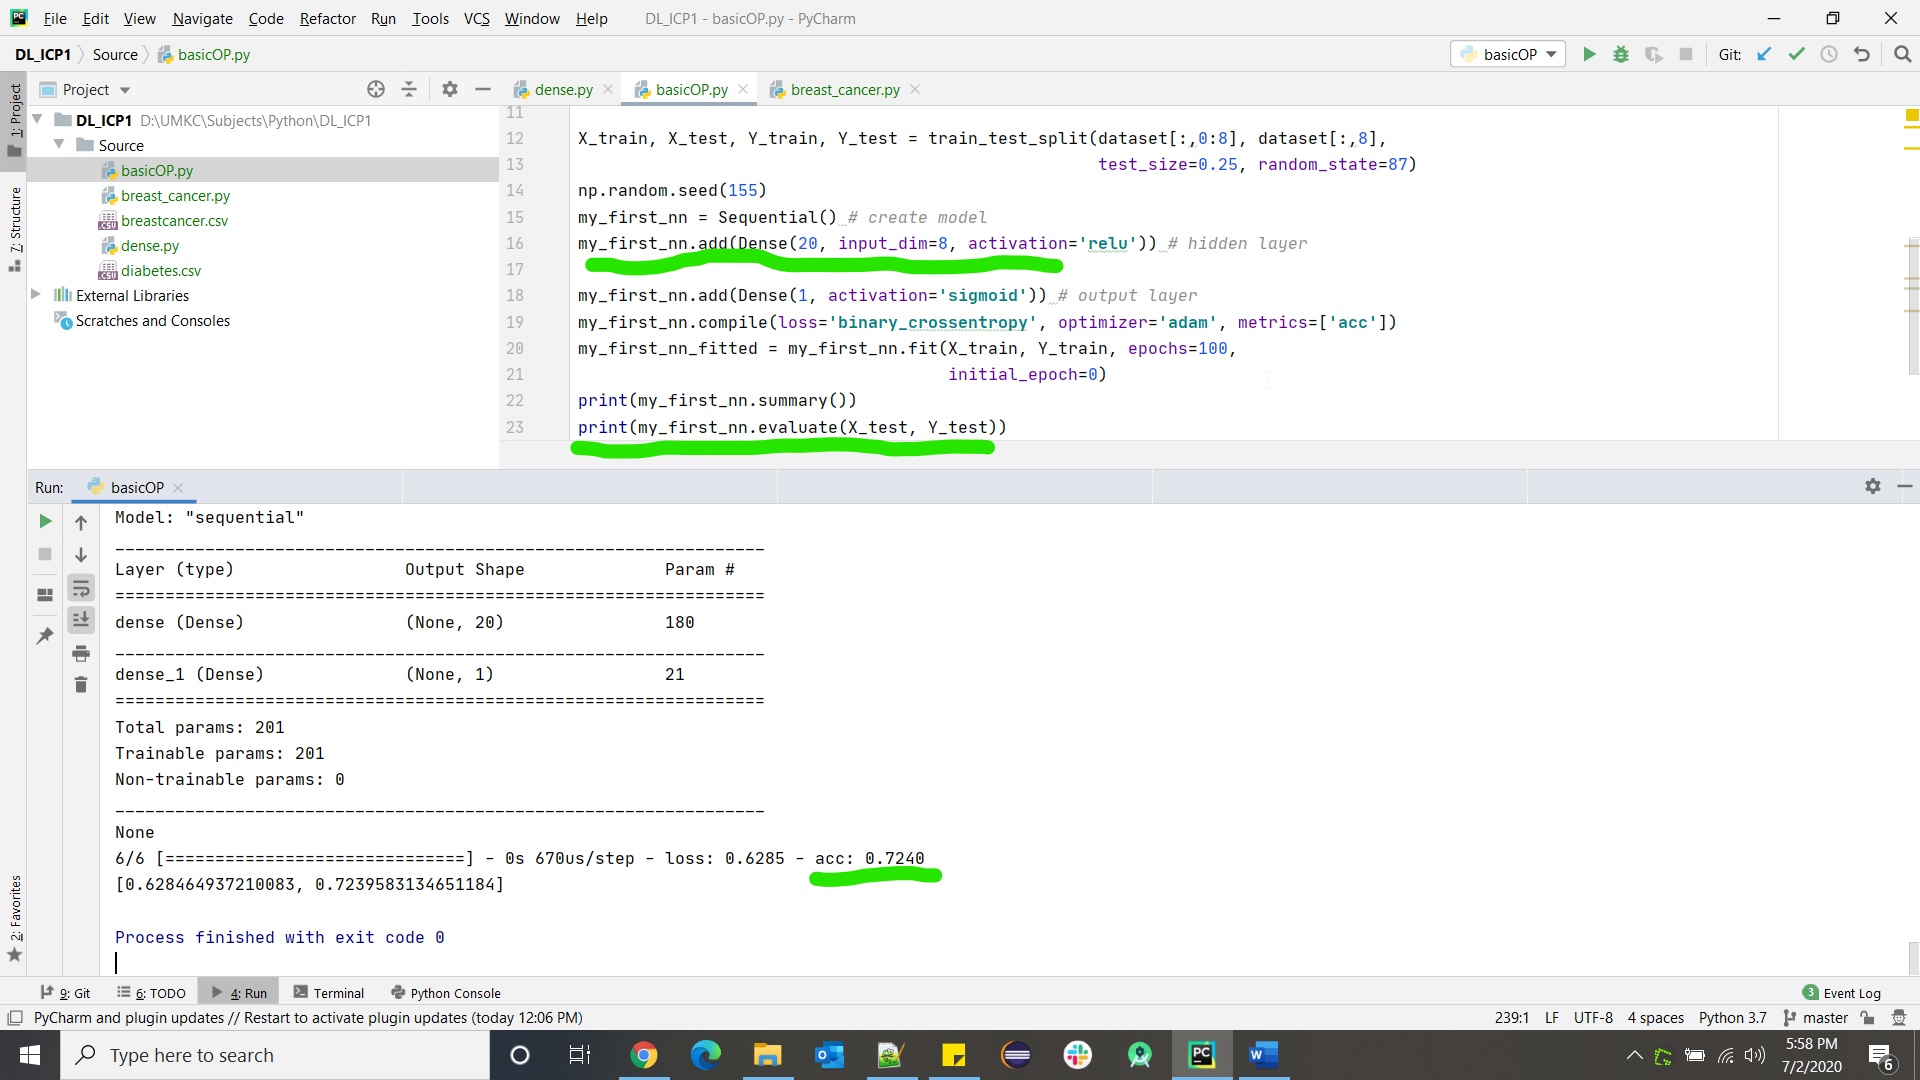 File Edit View Navigate Code Refactor Run Tools VCS Window Help DL_ICP1 - basicOP.py - PyCharm
DL_ICP1 Source basicOP.py basicOP Git:
Project dense.py basicOP.py breast_cancer.py
1: Project
7: Structure
2: Favorites
DL_ICP1 D:\UMKC\Subjects\Python\DL_ICP1
Source
basicOP.py
breast_cancer.py
breastcancer.csv
dense.py
diabetes.csv
External Libraries
Scratches and Consoles
11
12 X_train, X_test, Y_train, Y_test = train_test_split(dataset[:,0:8], dataset[:,8],
13 test_size=0.25, random_state=87)
14 np.random.seed(155)
15 my_first_nn = Sequential() # create model
16 my_first_nn.add(Dense(20, input_dim=8, activation='relu')) # hidden layer
17
18 my_first_nn.add(Dense(1, activation='sigmoid')) # output layer
19 my_first_nn.compile(loss='binary_crossentropy', optimizer='adam', metrics=['acc'])
20 my_first_nn_fitted = my_first_nn.fit(X_train, Y_train, epochs=100,
21 initial_epoch=0)
22 print(my_first_nn.summary())
23 print(my_first_nn.evaluate(X_test, Y_test))
Run: basicOP
Model: "sequential"
_________________________________________________________________
Layer (type) Output Shape Param #
=================================================================
dense (Dense) (None, 20) 180
_________________________________________________________________
dense_1 (Dense) (None, 1) 21
=================================================================
Total params: 201
Trainable params: 201
Non-trainable params: 0
_________________________________________________________________
None
6/6 [==============================] - 0s 670us/step - loss: 0.6285 - acc: 0.7240
[0.628464937210083, 0.7239583134651184]
Process finished with exit code 0
9: Git 6: TODO 4: Run Terminal Python Console 3 Event Log
PyCharm and plugin updates // Restart to activate plugin updates (today 12:06 PM) 239:1 LF UTF-8 4 spaces Python 3.7 master
Type here to search 5:58 PM
7/2/2020 6